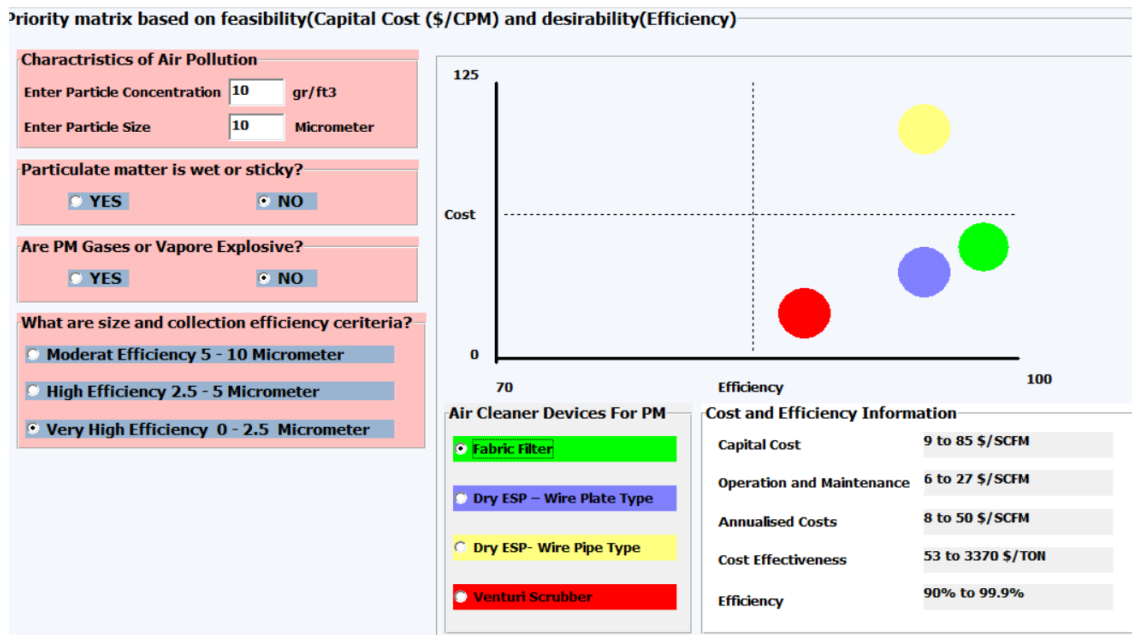 Priority matrix based on feasibility(Capital Cost ($/CPM) and desirability(Efficiency)
Charactristics of Air Pollution
Enter Particle Concentration 10 gr/ft3
Enter Particle Size 10 Micrometer
Particulate matter is wet or sticky?
YES NO
Are PM Gases or Vapore Explosive?
YES NO
What are size and collection efficiency ceriteria?
Moderat Efficiency 5 - 10 Micrometer
High Efficiency 2.5 - 5 Micrometer
Very High Efficiency 0 - 2.5 Micrometer
125
Cost
0
70 Efficiency 100
Air Cleaner Devices For PM
Fabric Filter
Dry ESP – Wire Plate Type
Dry ESP- Wire Pipe Type
Venturi Scrubber
Cost and Efficiency Information
Capital Cost 9 to 85 $/SCFM
Operation and Maintenance 6 to 27 $/SCFM
Annualised Costs 8 to 50 $/SCFM
Cost Effectiveness 53 to 3370 $/TON
Efficiency 90% to 99.9%